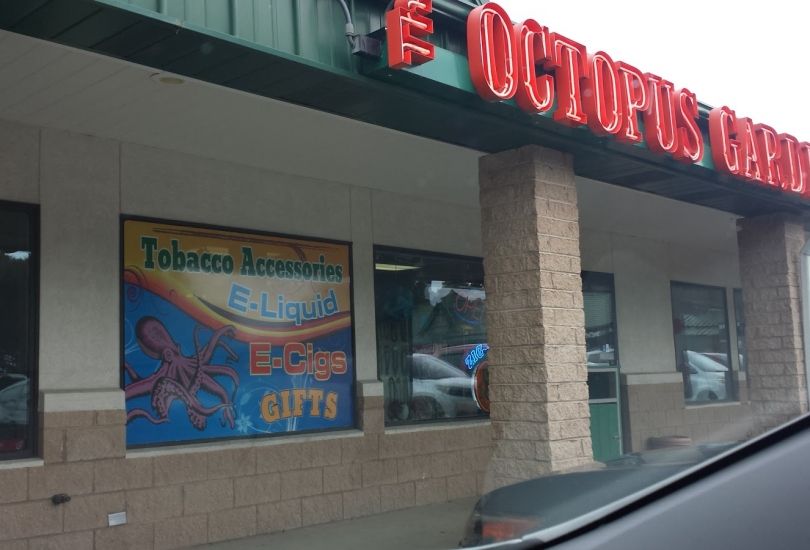 E OCTOPUS GARD
Tobacco Accessories
E-Liquid
E-Cigs
GIFTS